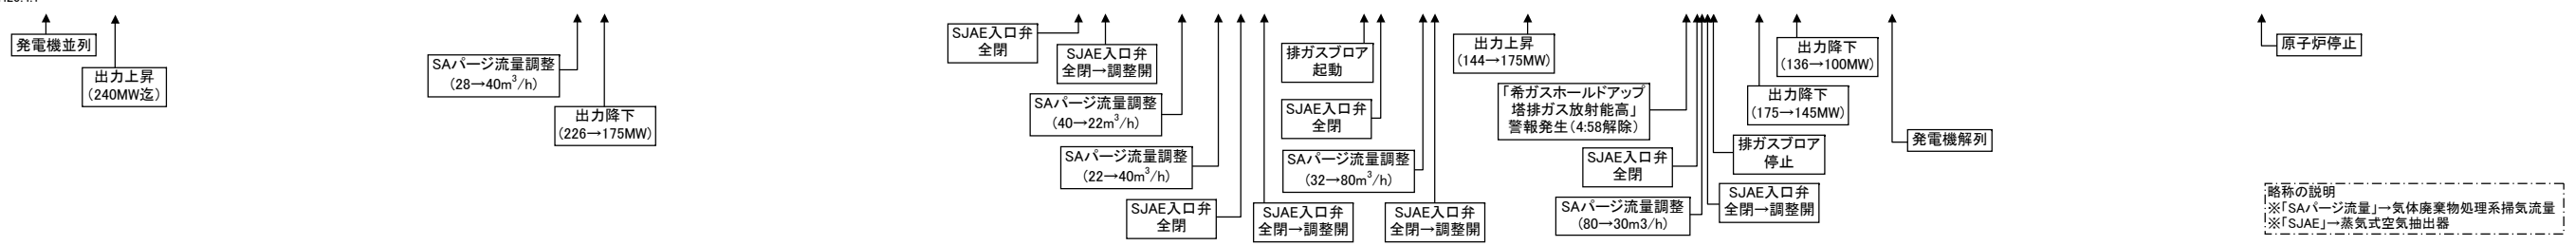 発電機並列
出力上昇
(240MW迄)
SAパージ流量調整
(28→40m³/h)
出力降下
(226→175MW)
SJAE入口弁
全閉
SJAE入口弁
全閉→調整開
SAパージ流量調整
(40→22m³/h)
SAパージ流量調整
(22→40m³/h)
SJAE入口弁
全閉
SJAE入口弁
全閉→調整開
排ガスブロア
起動
SJAE入口弁
全閉
SAパージ流量調整
(32→80m³/h)
SJAE入口弁
全閉→調整開
出力上昇
(144→175MW)
「希ガスホールドアップ
塔排ガス放射能高」
警報発生(4:58解除)
SJAE入口弁
全閉
SAパージ流量調整
(80→30m3/h)
SJAE入口弁
全閉→調整開
排ガスブロア
停止
出力降下
(175→145MW)
出力降下
(136→100MW)
発電機解列
原子炉停止
略称の説明
※「SAパージ流量」→気体廃棄物処理系掃気流量
※「SJAE」→蒸気式空気抽出器